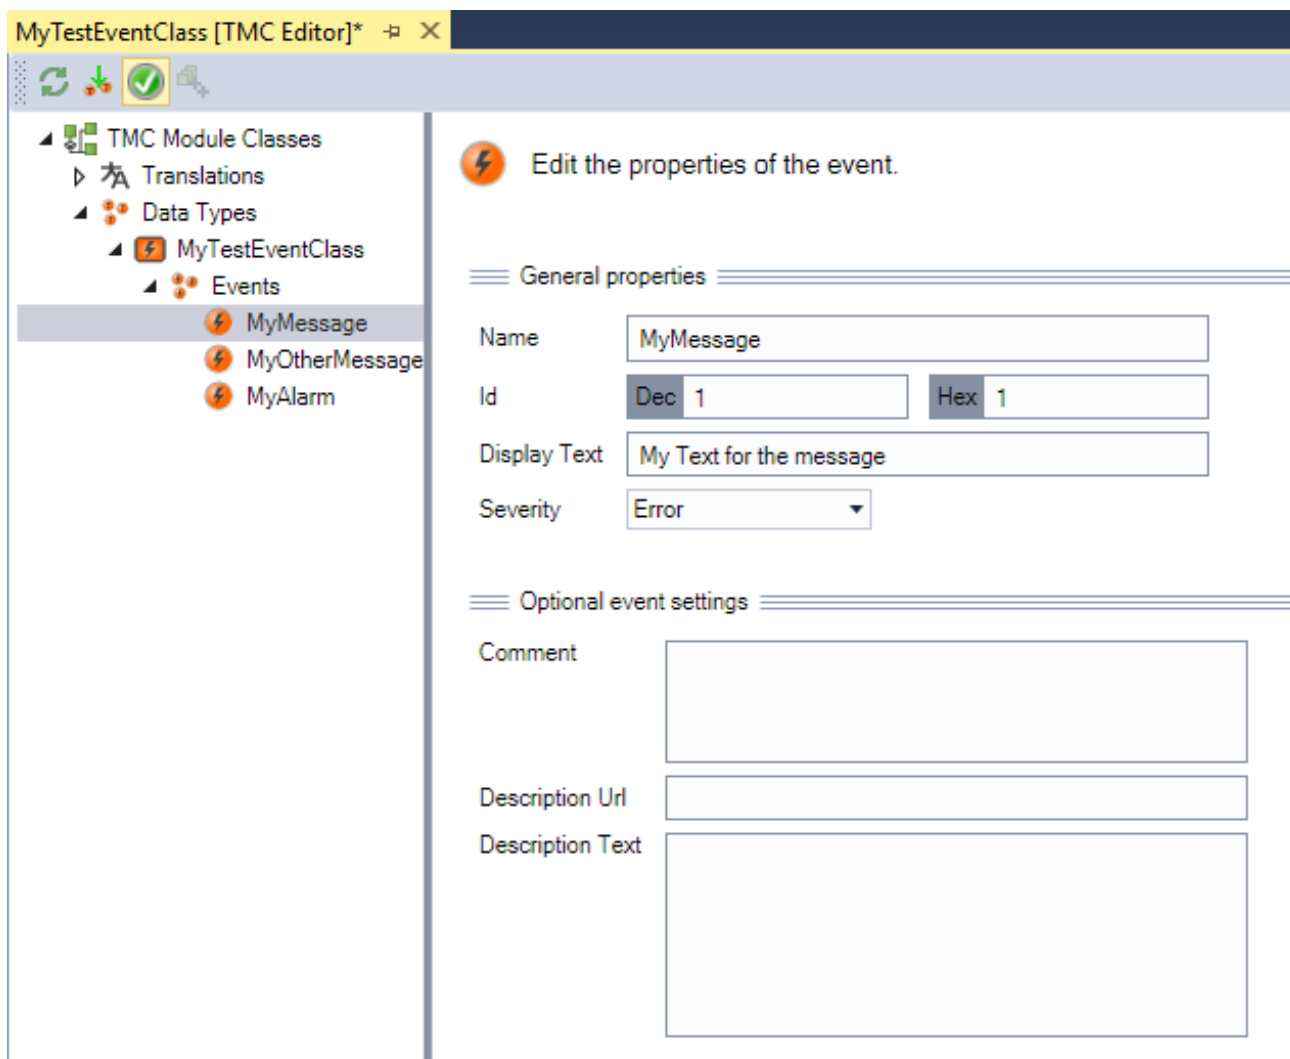 MyTestEventClass [TMC Editor]*
TMC Module Classes
Translations
Data Types
MyTestEventClass
Events
MyMessage
MyOtherMessage
MyAlarm
Edit the properties of the event.
General properties
Name MyMessage
Id Dec 1 Hex 1
Display Text My Text for the message
Severity Error
Optional event settings
Comment
Description Url
Description Text